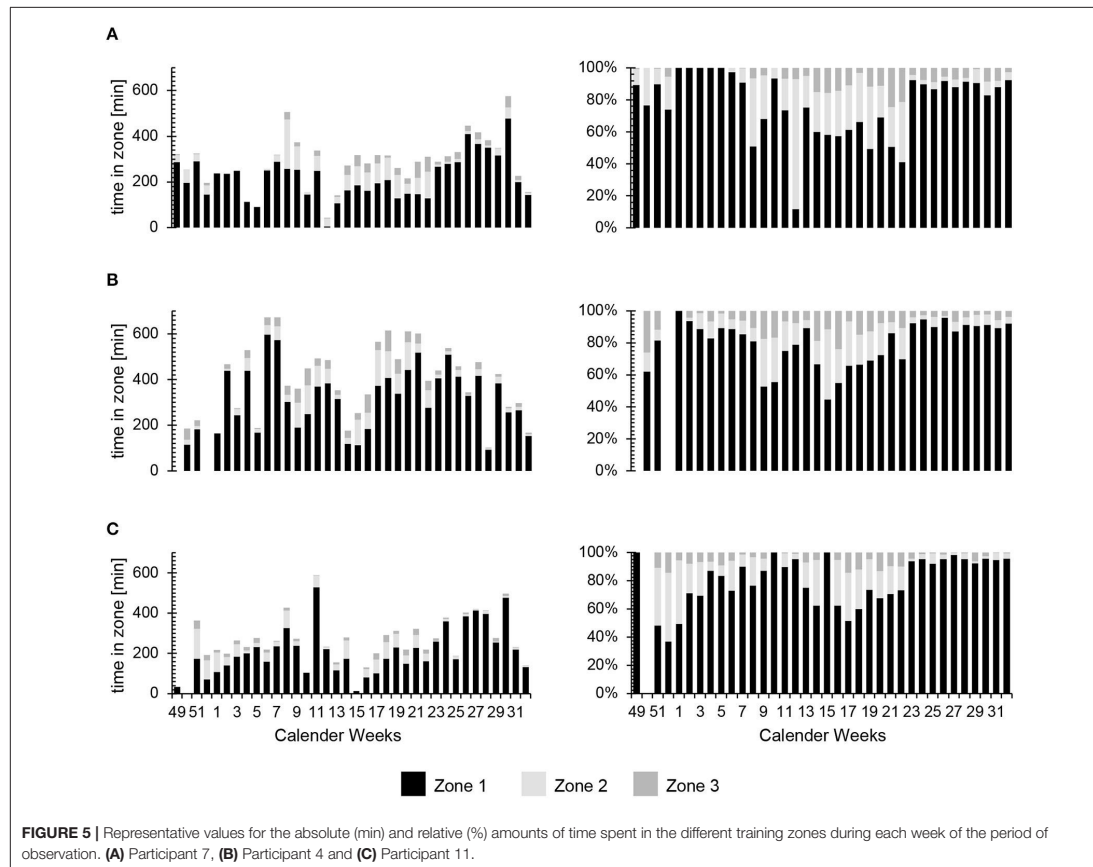 A
time in zone [min]
600
400
200
0
100%
80%
60%
40%
20%
0%
B
time in zone [min]
600
400
200
0
100%
80%
60%
40%
20%
0%
C
time in zone [min]
600
400
200
0
49 51 1 3 5 7 9 11 13 15 17 19 21 23 25 27 29 31
Calender Weeks
100%
80%
60%
40%
20%
0%
49 51 1 3 5 7 9 11 13 15 17 19 21 23 25 27 29 31
Calender Weeks
Zone 1 Zone 2 Zone 3
FIGURE 5 | Representative values for the absolute (min) and relative (%) amounts of time spent in the different training zones during each week of the period of
observation. (A) Participant 7, (B) Participant 4 and (C) Participant 11.